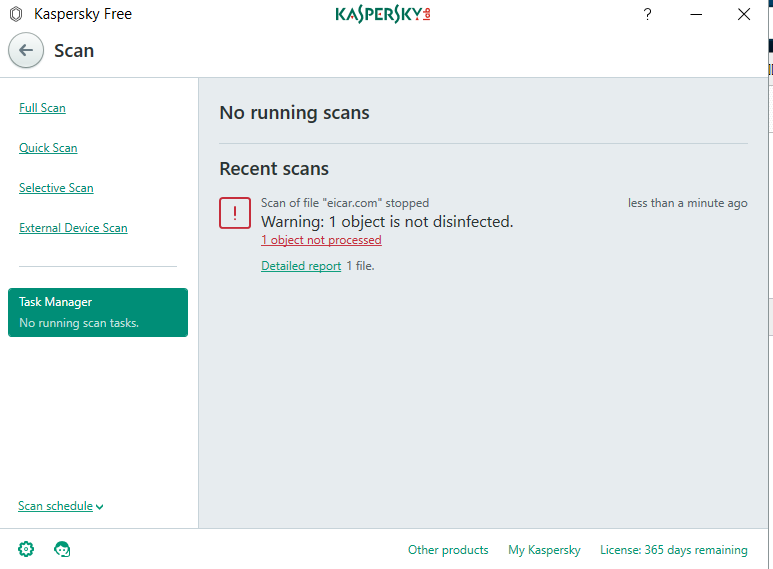 Kaspersky Free
KASPERSKY
?
Scan
Full Scan
Quick Scan
Selective Scan
External Device Scan
Task Manager
No running scan tasks.
Scan schedule
No running scans
Recent scans
Scan of file "eicar.com" stopped
less than a minute ago
!
Warning: 1 object is not disinfected.
1 object not processed
Detailed report 1 file.
Other products
My Kaspersky
License: 365 days remaining